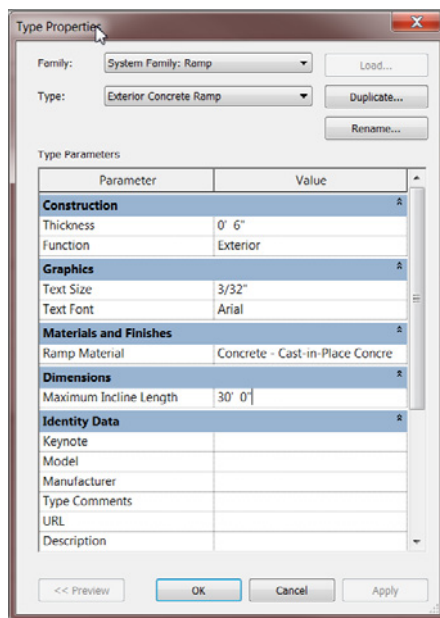 Type Properties
Family: System Family: Ramp Load...
Type: Exterior Concrete Ramp Duplicate...
Rename...
Type Parameters
Parameter Value
Construction
Thickness 0' 6"
Function Exterior
Graphics
Text Size 3/32"
Text Font Arial
Materials and Finishes
Ramp Material Concrete - Cast-in-Place Concre
Dimensions
Maximum Incline Length 30' 0"
Identity Data
Keynote
Model
Manufacturer
Type Comments
URL
Description
<< Preview OK Cancel Apply